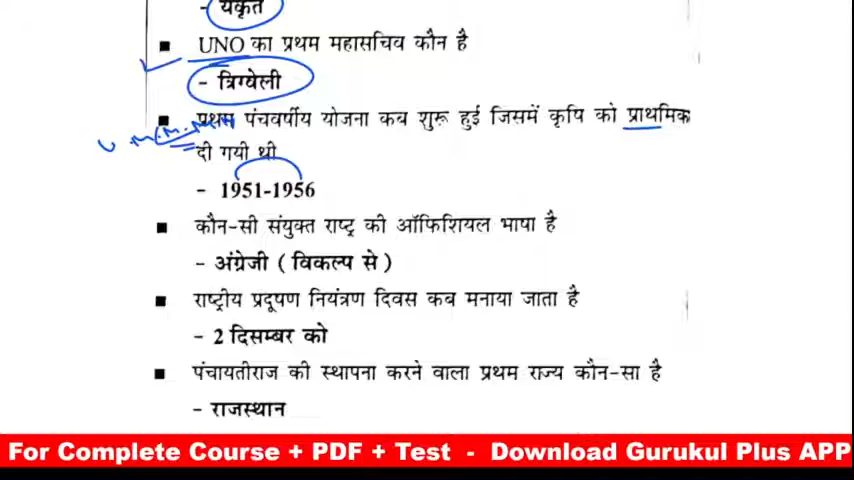 - यकृत
■ UNO का प्रथम महासचिव कौन है
- त्रिग्वेली
■ प्रथम पंचवर्षीय योजना कब शुरू हुई जिसमें कृषि को प्राथमिक
दी गयी थी
- 1951-1956
■ कौन-सी संयुक्त राष्ट्र की ऑफिशियल भाषा है
- अंग्रेजी ( विकल्प से )
■ राष्ट्रीय प्रदूषण नियंत्रण दिवस कब मनाया जाता है
- 2 दिसम्बर को
■ पंचायतीराज की स्थापना करने वाला प्रथम राज्य कौन-सा है
- राजस्थान
For Complete Course + PDF + Test - Download Gurukul Plus APP